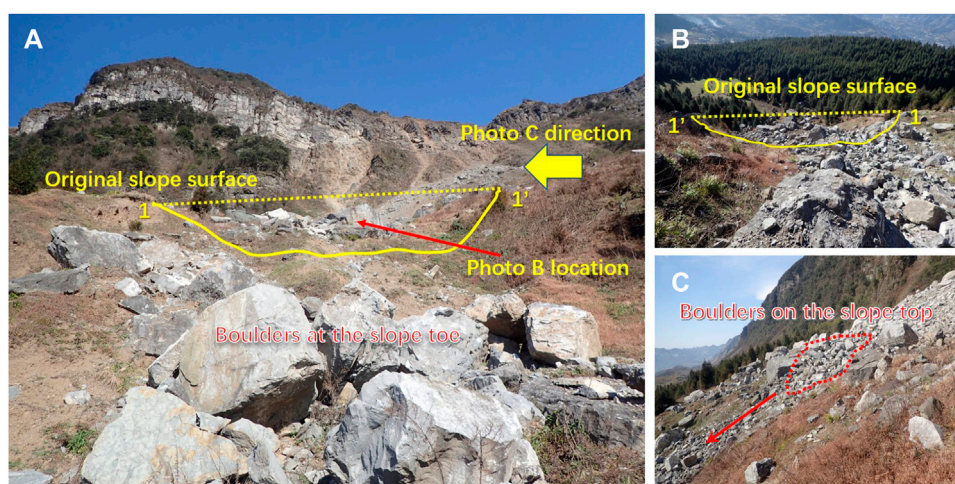 A
Photo C direction
Original slope surface
1
1'
Photo B location
Boulders at the slope toe
B
Original slope surface
1'
1
C
Boulders on the slope top